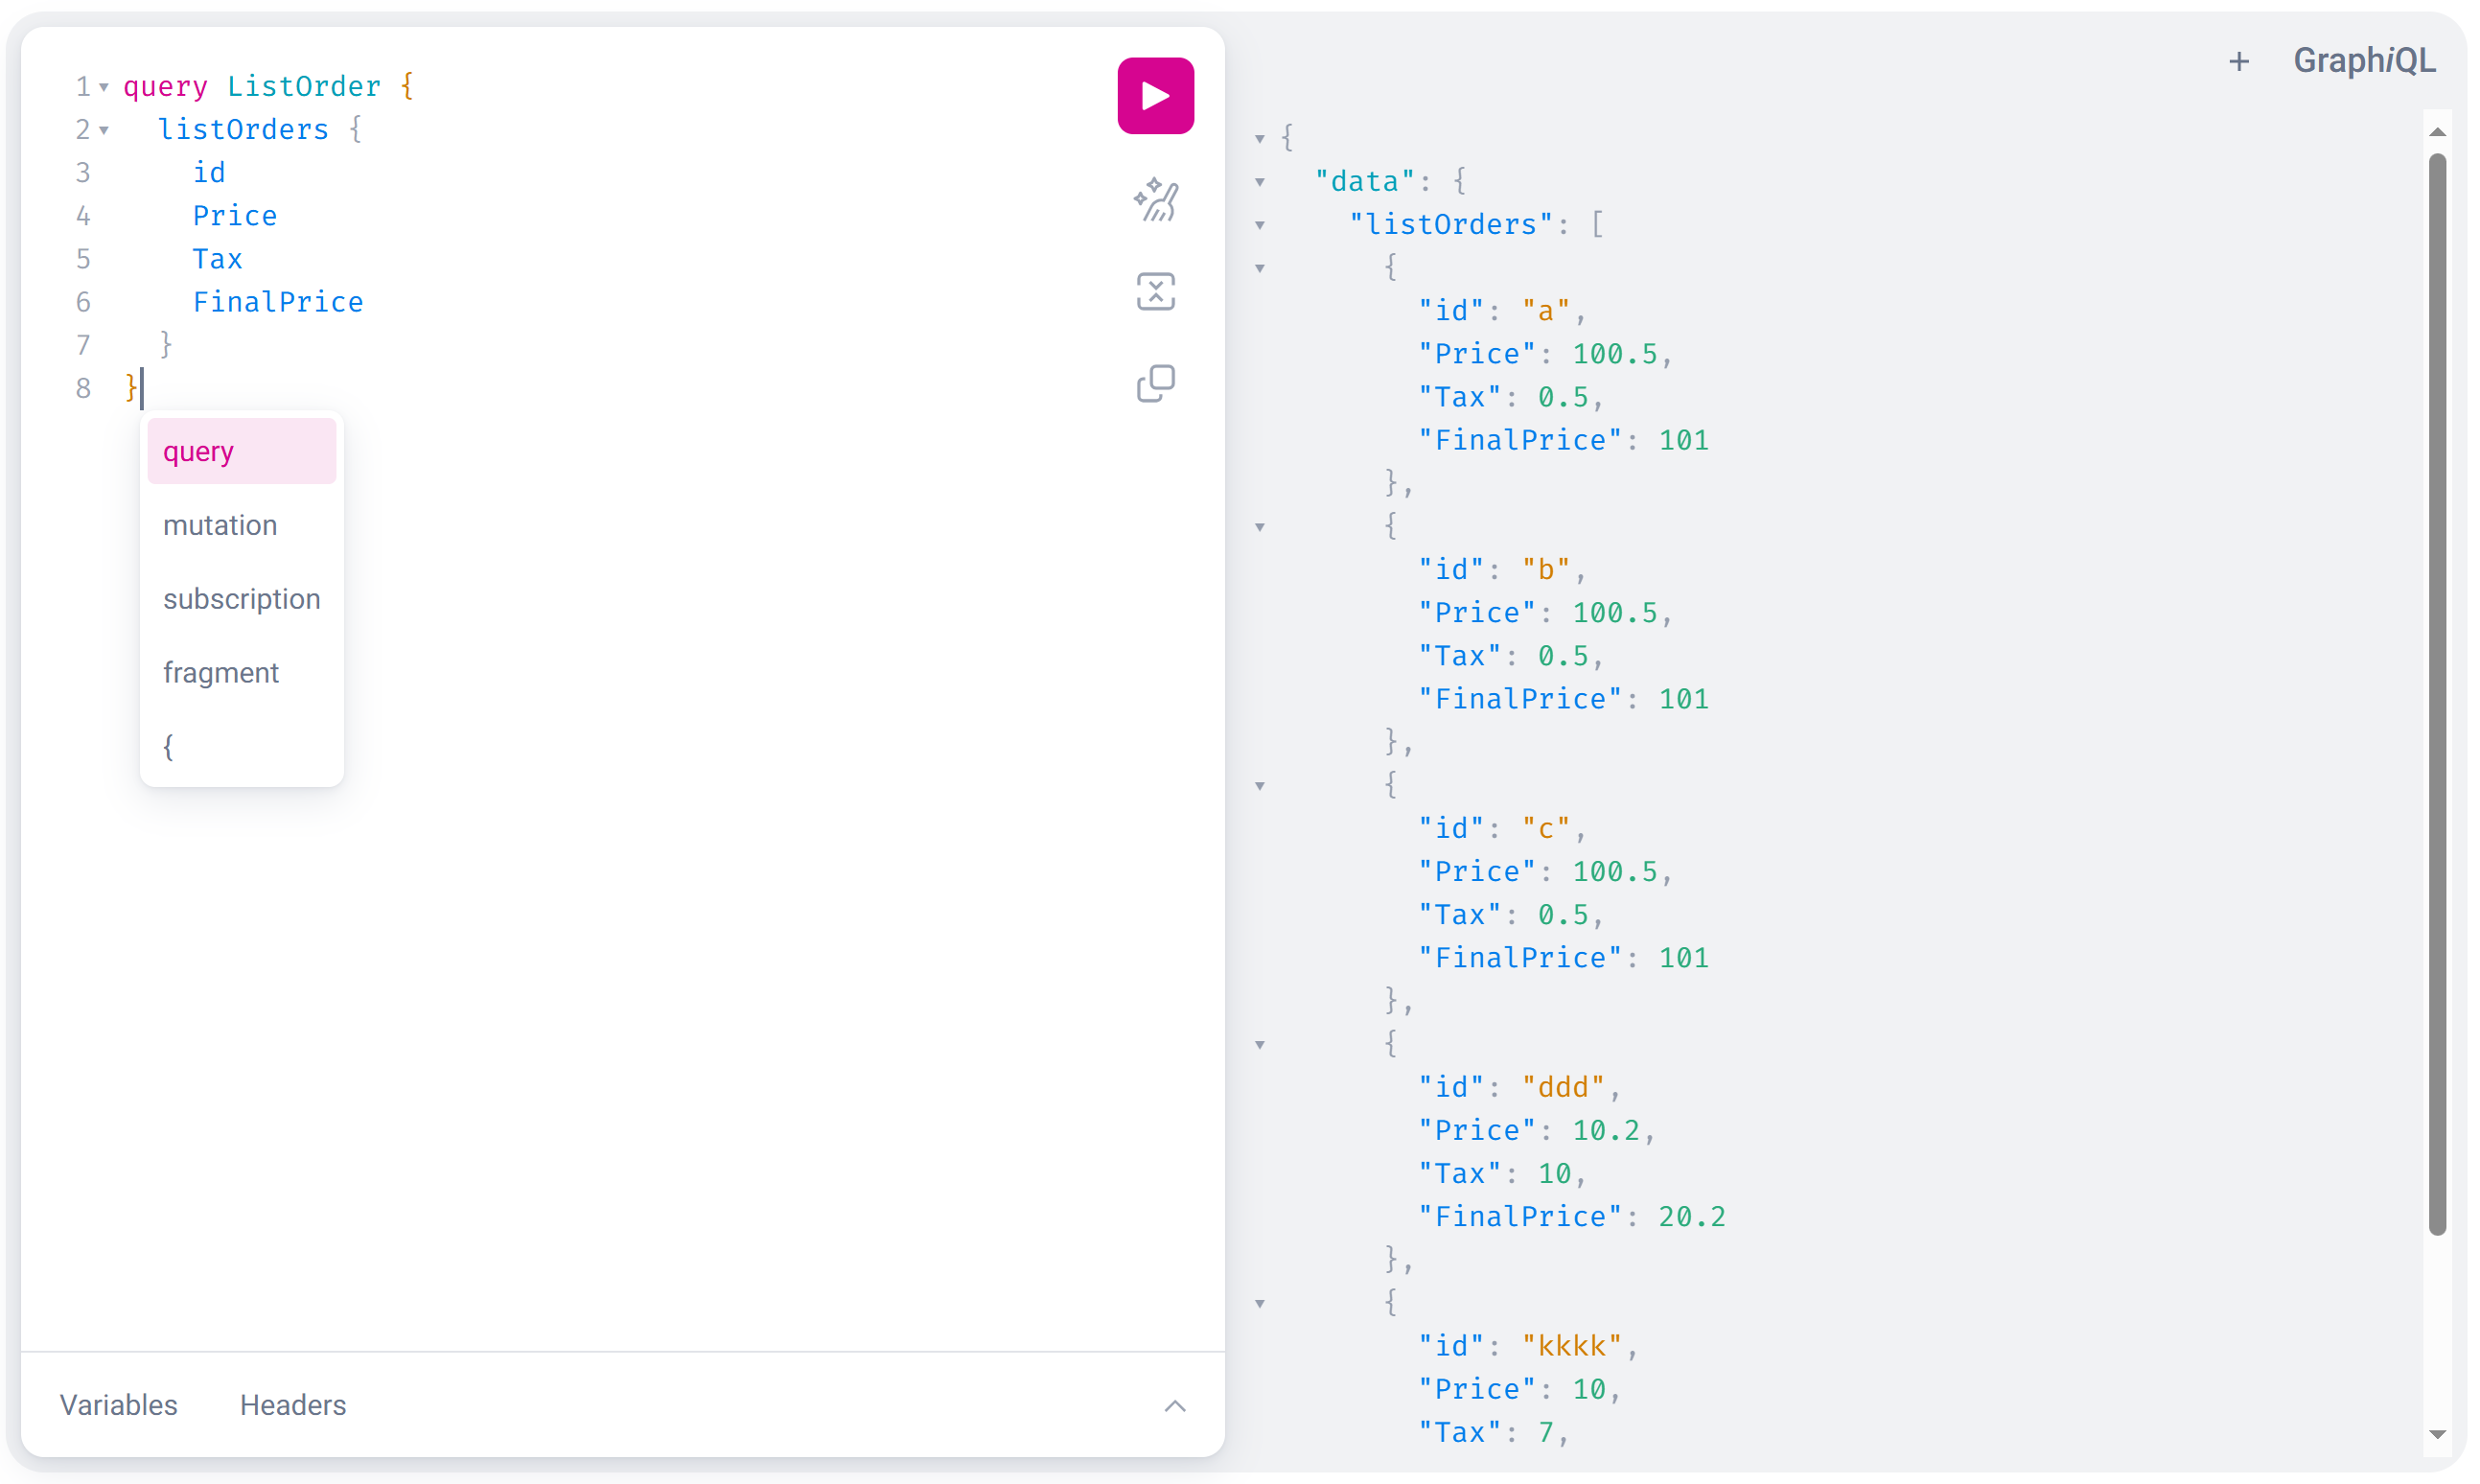 1 query ListOrder {
2 listOrders {
3 id
4 Price
5 Tax
6 FinalPrice
7 }
8 }
query
mutation
subscription
fragment
{
Variables Headers
+ GraphiQL
{
"data": {
"listOrders": [
{
"id": "a",
"Price": 100.5,
"Tax": 0.5,
"FinalPrice": 101
},
{
"id": "b",
"Price": 100.5,
"Tax": 0.5,
"FinalPrice": 101
},
{
"id": "c",
"Price": 100.5,
"Tax": 0.5,
"FinalPrice": 101
},
{
"id": "ddd",
"Price": 10.2,
"Tax": 10,
"FinalPrice": 20.2
},
{
"id": "kkkk",
"Price": 10,
"Tax": 7,